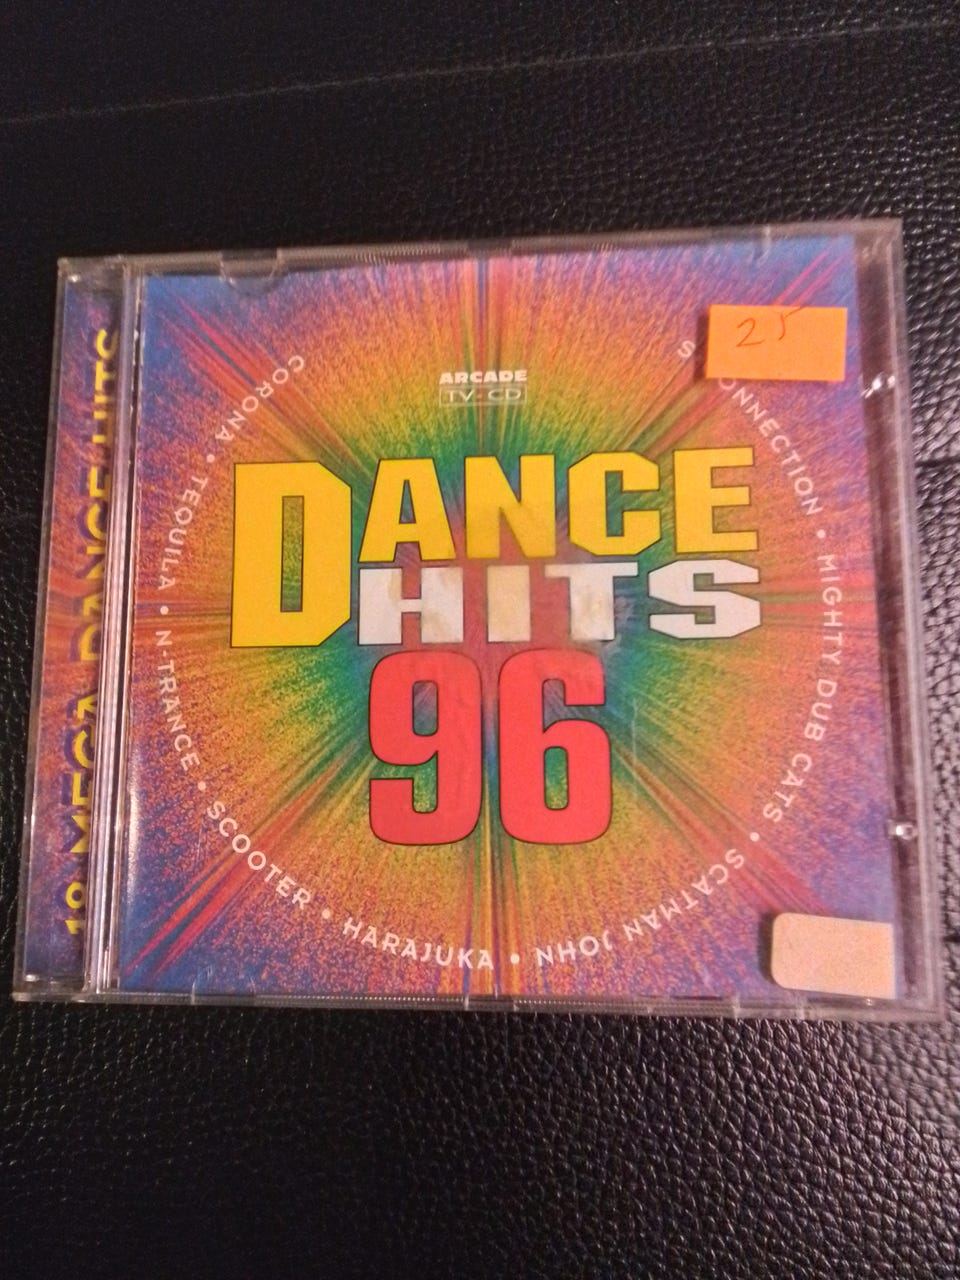 ARCADE
TV-CD
DANCE
HITS
96
25
CORONA • TEQUILA • N-TRANCE • SCOOTER • HARAJUKA • SCATMAN JOHN • MIGHTY DUB CATS •
18 MEGA DANCE HITS